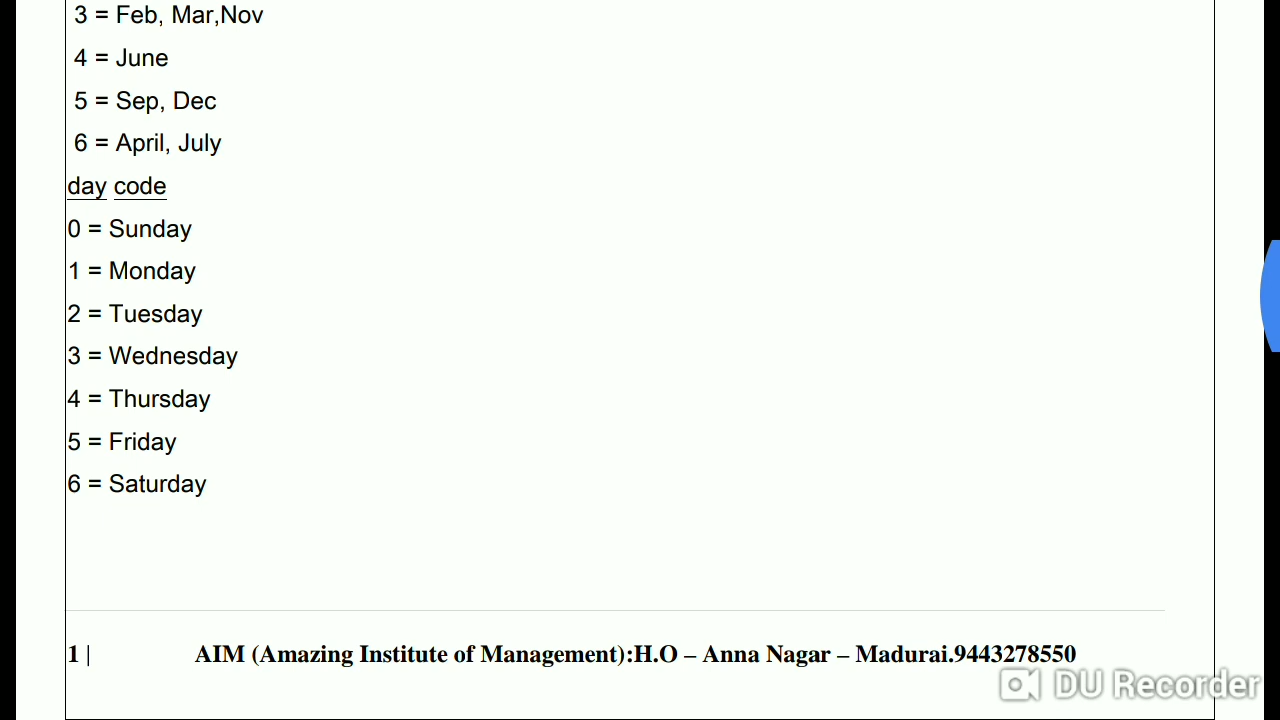 3 = Feb, Mar,Nov
4 = June
5 = Sep, Dec
6 = April, July
day code
0 = Sunday
1 = Monday
2 = Tuesday
3 = Wednesday
4 = Thursday
5 = Friday
6 = Saturday
1 | AIM (Amazing Institute of Management):H.O – Anna Nagar – Madurai.9443278550
DU Recorder